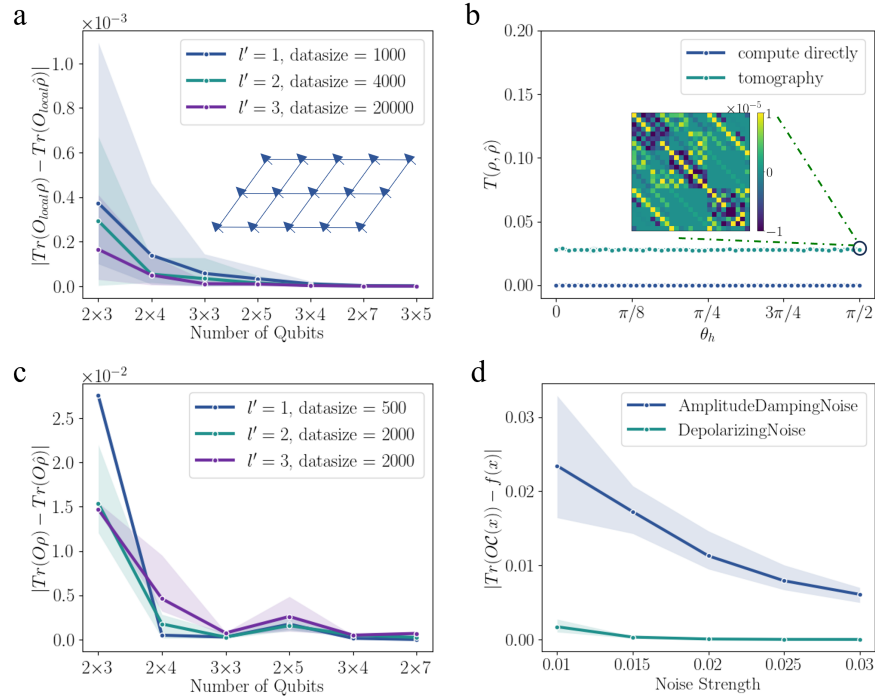 a
×10⁻³
|Tr(O_{local}ρ) − Tr(O_{local}ρ̂)|
1.0
0.8
0.6
0.4
0.2
0.0
l′ = 1, datasize = 1000
l′ = 2, datasize = 4000
l′ = 3, datasize = 20000
2×3 2×4 3×3 2×5 3×4 2×7 3×5
Number of Qubits
b
T(ρ, ρ̂)
0.20
0.15
0.10
0.05
0.00
compute directly
tomography
×10⁻⁵
1
0
−1
0 π/8 π/4 3π/4 π/2
θ_h
c
×10⁻²
|Tr(Oρ) − Tr(Oρ̂)|
2.5
2.0
1.5
1.0
0.5
0.0
l′ = 1, datasize = 500
l′ = 2, datasize = 2000
l′ = 3, datasize = 2000
2×3 2×4 3×3 2×5 3×4 2×7
Number of Qubits
d
|Tr(O𝒞(x)) − f(x)|
0.03
0.02
0.01
0.00
AmplitudeDampingNoise
DepolarizingNoise
0.01 0.015 0.02 0.025 0.03
Noise Strength